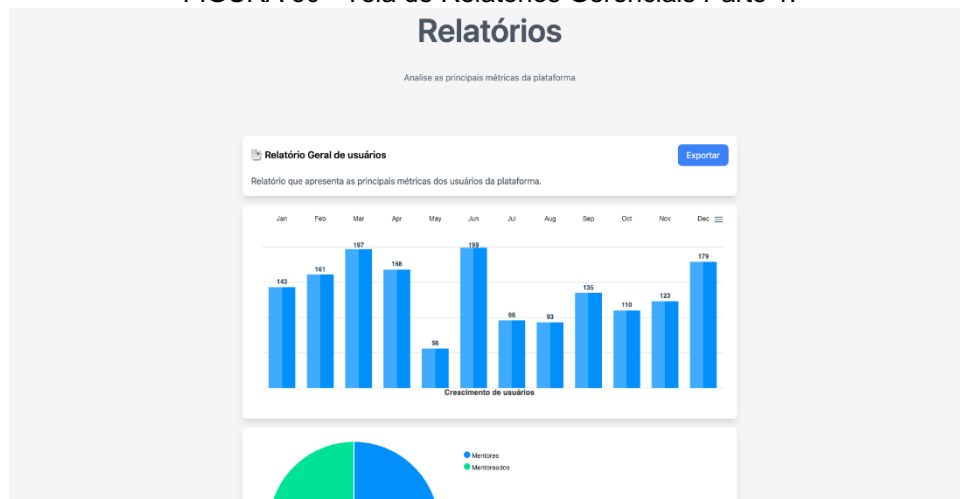 Relatórios
Analise as principais métricas da plataforma
Relatório Geral de usuários
Exportar
Relatório que apresenta as principais métricas dos usuários da plataforma.
Jan Feb Mar Apr May Jun Jul Aug Sep Oct Nov Dec
143 161 197 168 56 199 96 93 135 110 123 179
Crescimento de usuários
Mentores
Mentoreados